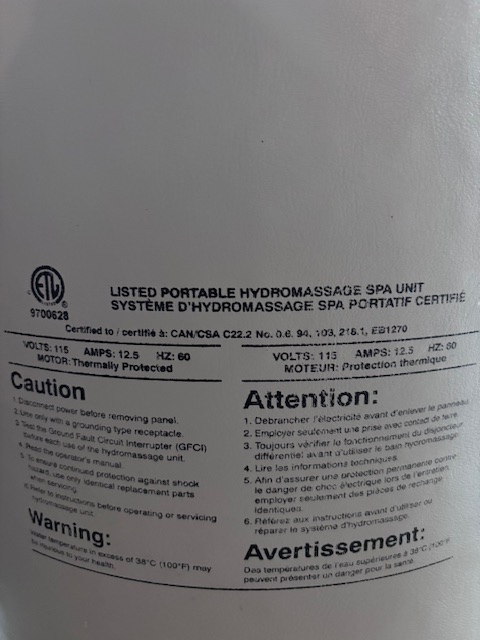 ETL
9700628
LISTED PORTABLE HYDROMASSAGE SPA UNIT
SYSTÈME D'HYDROMASSAGE SPA PORTATIF CERTIFIÉ
Certified to / certifié à: CAN/CSA C22.2 No. 0.6. 94, 103, 218.1, EB1270
VOLTS: 115 AMPS: 12.5 HZ: 60
MOTOR: Thermally Protected
Caution
1. Disconnect power before removing panel.
2. Use only with a grounding type receptacle.
3. Test the Ground Fault Circuit Interrupter (GFCI)
before each use of the hydromassage unit.
4. Read the operator's manual.
5. To ensure continued protection against shock
hazard, use only identical replacement parts
when servicing.
6. Refer to instructions before operating or servicing
hydromassage unit.
Warning:
Water temperature in excess of 38°C (100°F) may
be injurious to your health.
VOLTS: 115 AMPS: 12.5 HZ: 60
MOTEUR: Protection thermique
Attention:
1. Debrancher l'électricité avant d'enlever le panneau
2. Employer seulement une prise avec contact de terre
3. Toujours vérifier le fonctionnement du disjoncteur
différentiel avant d'utiliser le bain hydromassage
4. Lire les informations techniques
5. Afin d'assurer une protection permanente contre
le danger de choc électrique lors de l'entretien,
employer seulement des pièces de rechange
identiques.
6. Référez aux instructions avant d'utiliser ou
réparer le système d'hydromassage.
Avertissement:
Des températures de l'eau supérieures à 38°C (100°F
peuvent présenter un danger pour la santé.